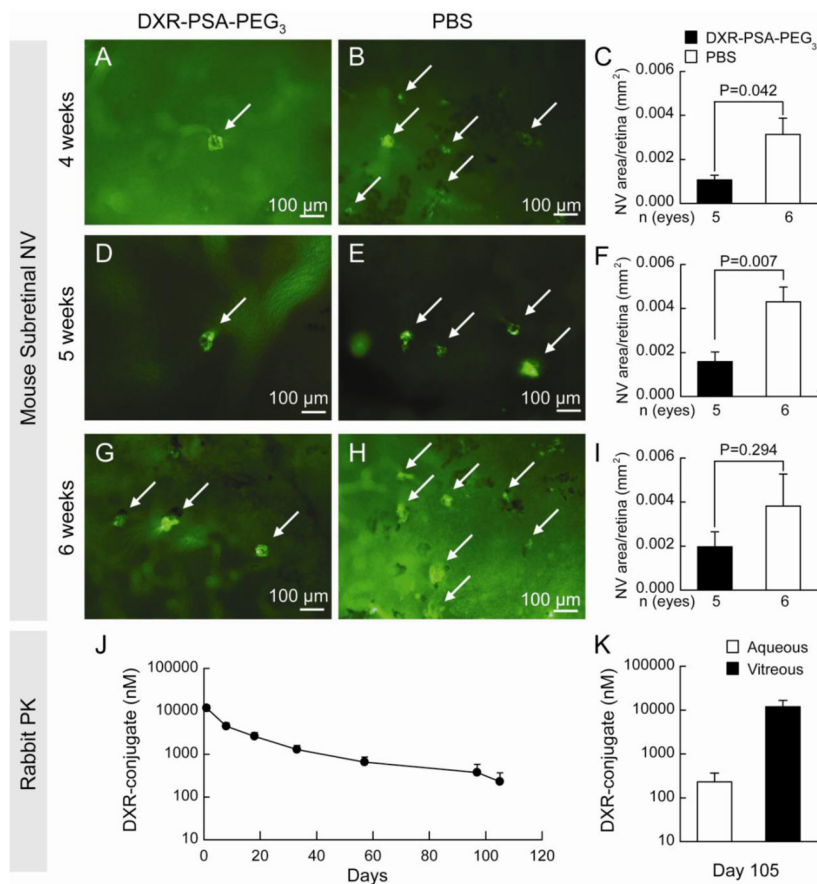 DXR-PSA-PEG3
PBS
Mouse Subretinal NV
4 weeks
A
100 µm
B
100 µm
C
DXR-PSA-PEG3
PBS
NV area/retina (mm2)
0.006
0.004
0.002
0.000
P=0.042
n (eyes) 5 6
5 weeks
D
100 µm
E
100 µm
F
NV area/retina (mm2)
0.006
0.004
0.002
0.000
P=0.007
n (eyes) 5 6
6 weeks
G
100 µm
H
100 µm
I
NV area/retina (mm2)
0.006
0.004
0.002
0.000
P=0.294
n (eyes) 5 6
Rabbit PK
J
DXR-conjugate (nM)
100000
10000
1000
100
10
0 20 40 60 80 100 120
Days
K
Aqueous
Vitreous
DXR-conjugate (nM)
100000
10000
1000
100
10
Day 105